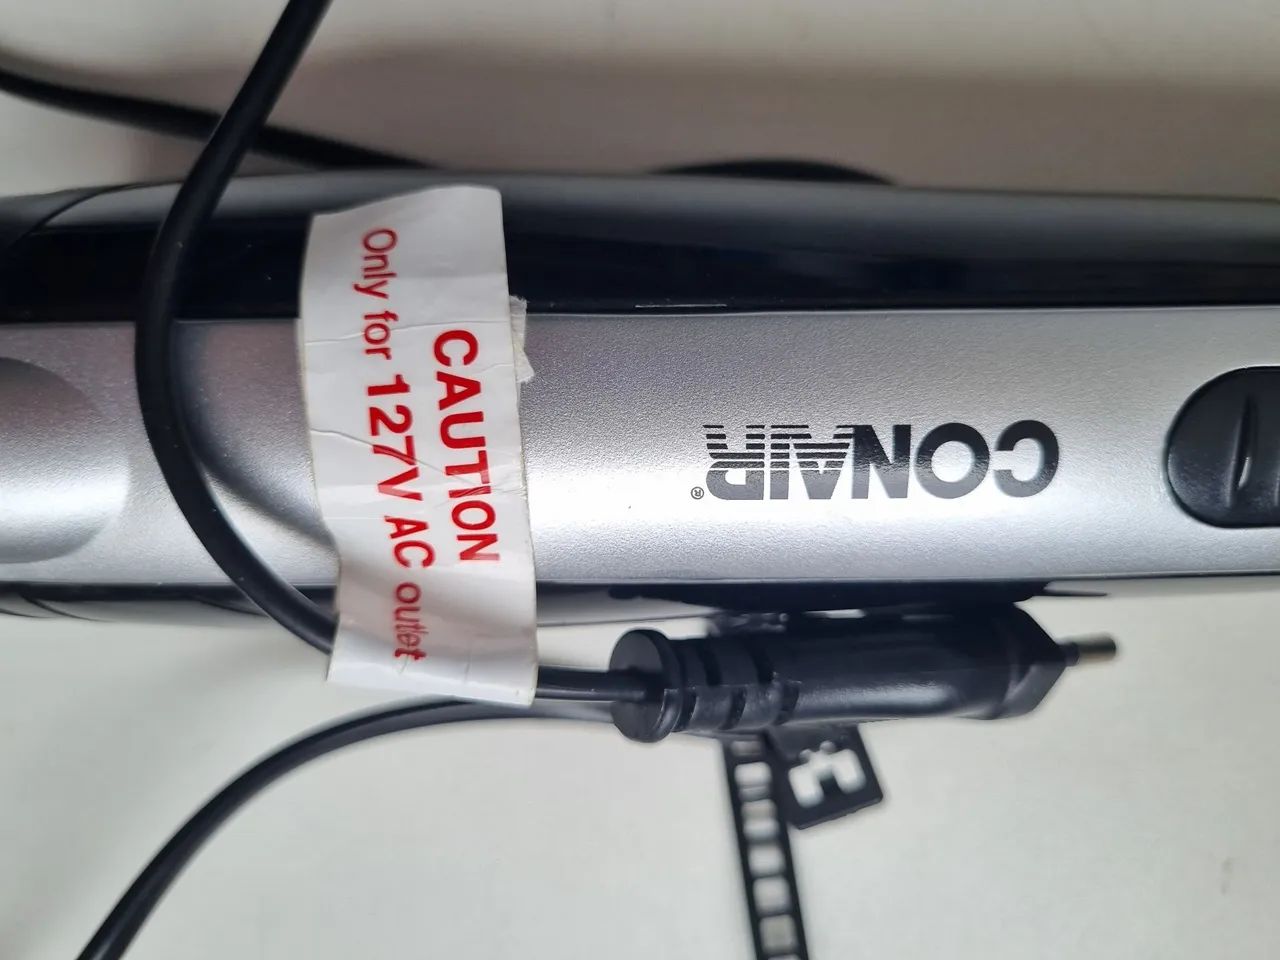 CAUTION
Only for 127V AC outlet
CONAIR®